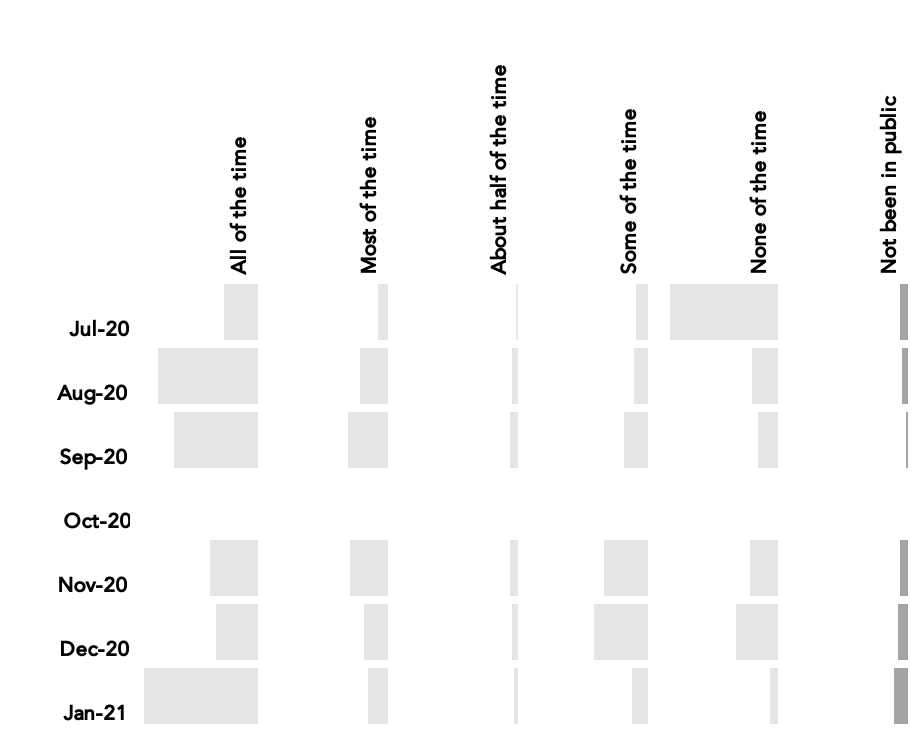 All of the time
Most of the time
About half of the time
Some of the time
None of the time
Not been in public
Jul-20
Aug-20
Sep-20
Oct-20
Nov-20
Dec-20
Jan-21